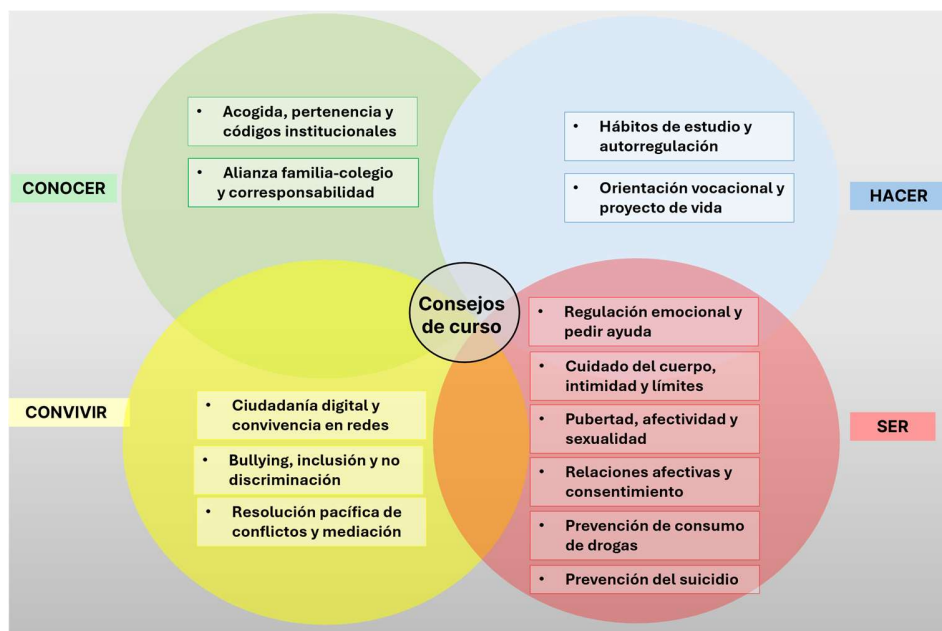 CONOCER
• Acogida, pertenencia y
códigos institucionales
• Alianza familia-colegio
y corresponsabilidad
HACER
• Hábitos de estudio y
autorregulación
• Orientación vocacional y
proyecto de vida
Consejos
de curso
CONVIVIR
• Ciudadanía digital y
convivencia en redes
• Bullying, inclusión y no
discriminación
• Resolución pacífica de
conflictos y mediación
SER
• Regulación emocional y
pedir ayuda
• Cuidado del cuerpo,
intimidad y límites
• Pubertad, afectividad y
sexualidad
• Relaciones afectivas y
consentimiento
• Prevención de consumo
de drogas
• Prevención del suicidio